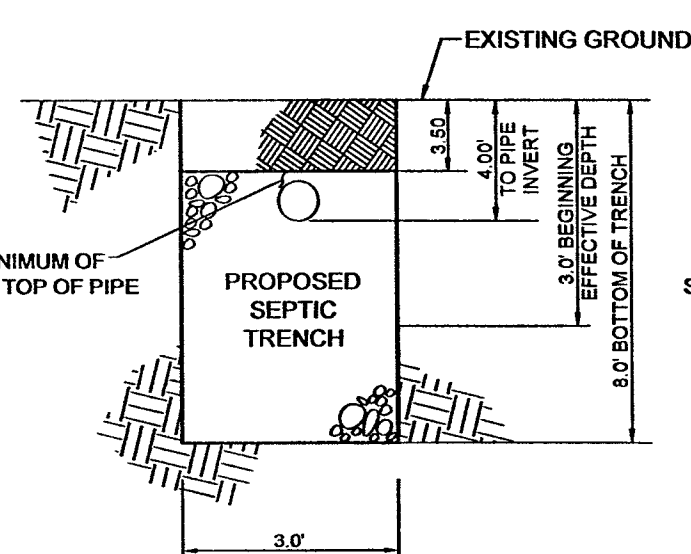 EXISTING GROUND
3.50
4.00'
TO PIPE
INVERT
3.0' BEGINNING
EFFECTIVE DEPTH
8.0' BOTTOM OF TRENCH
NIMUM OF
TOP OF PIPE
PROPOSED
SEPTIC
TRENCH
S
3.0'